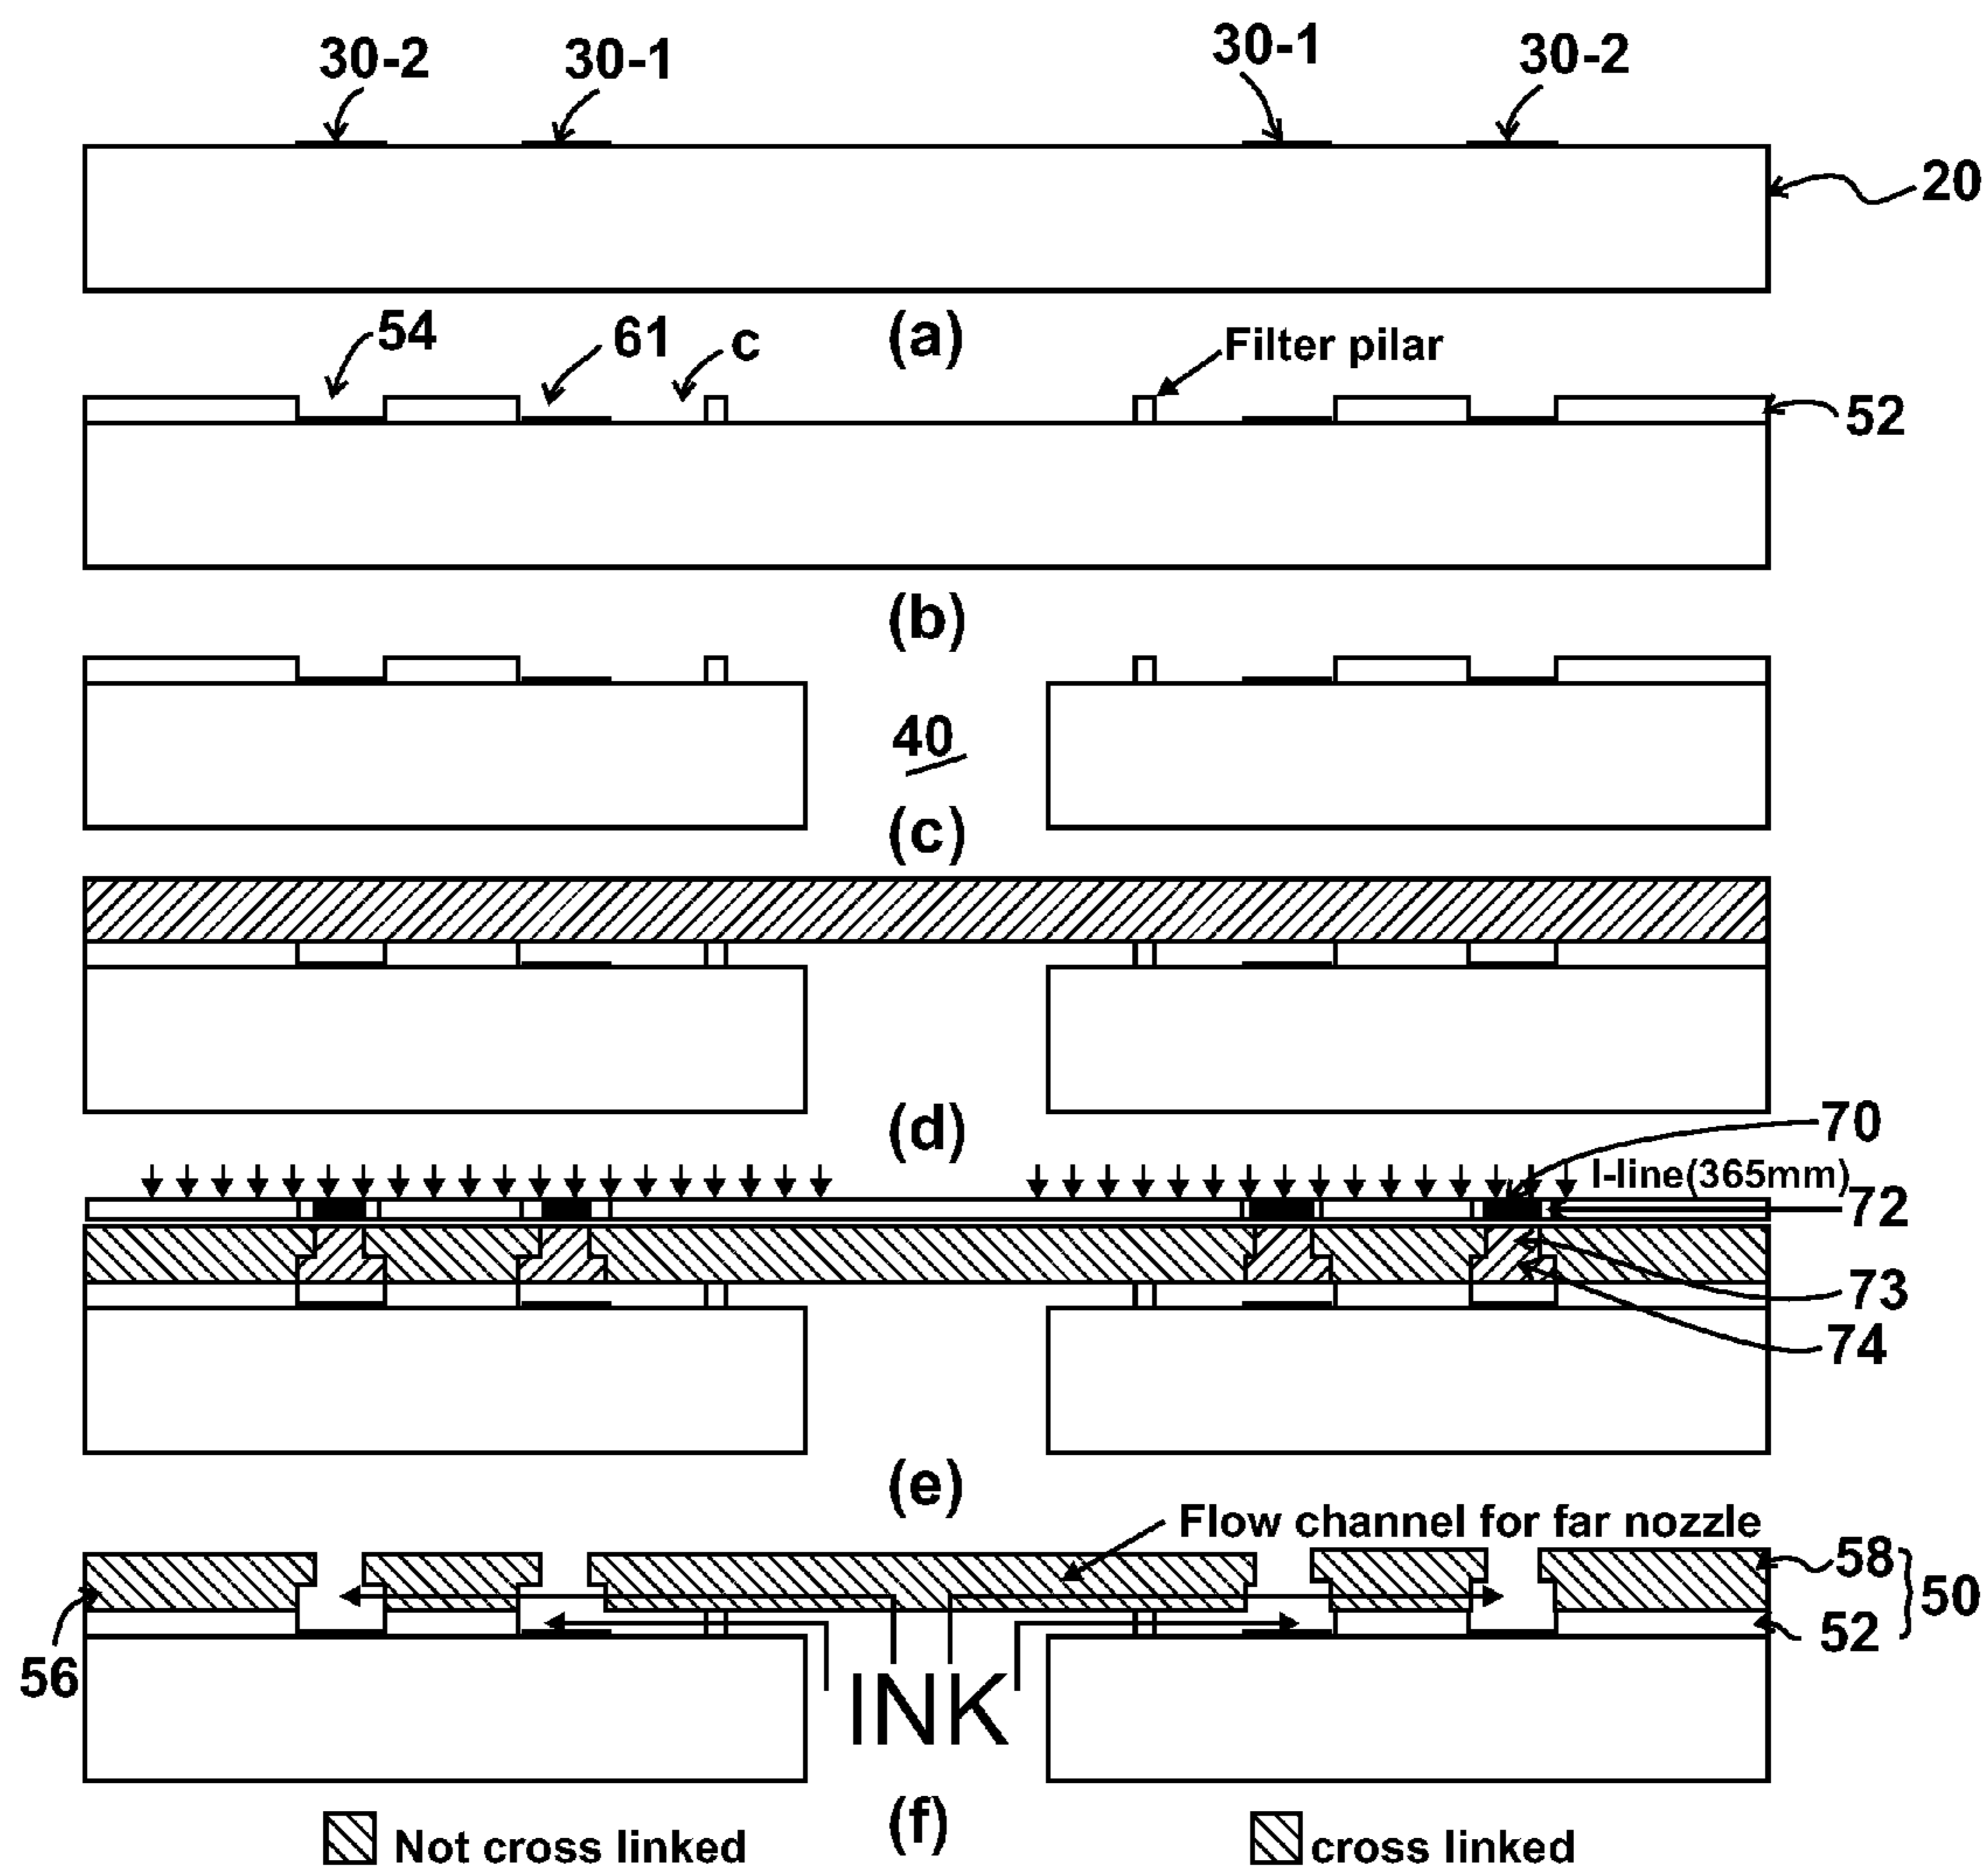 30-2 30-1 30-1 30-2
20
(a)
54 61 c Filter pilar
52
(b)
40
(c)
(d)
70
I-line(365mm)
72
73
74
(e)
Flow channel for far nozzle
58
50
52
56
INK
(f)
Not cross linked cross linked